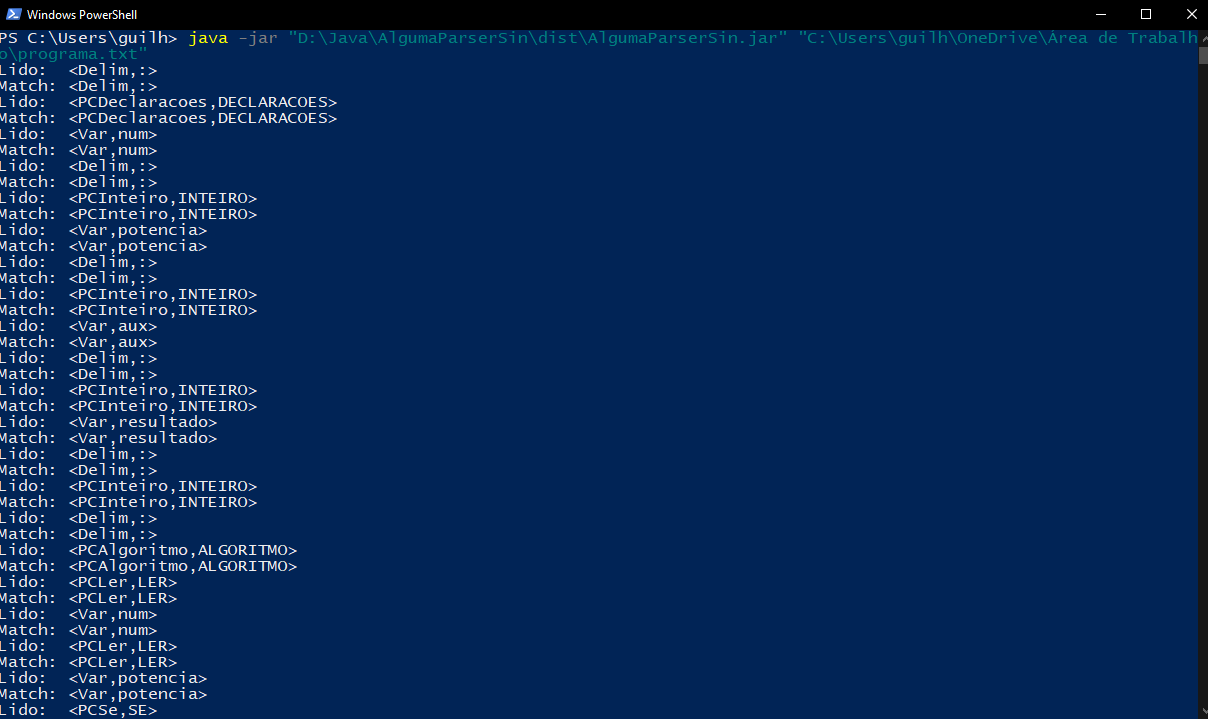 Windows PowerShell
PS C:\Users\guilh> java -jar "D:\Java\AlgumaParserSin\dist\AlgumaParserSin.jar" "C:\Users\guilh\OneDrive\Área de Trabalh
o\programa.txt"
Lido:  <Delim,:>
Match: <Delim,:>
Lido:  <PCDeclaracoes,DECLARACOES>
Match: <PCDeclaracoes,DECLARACOES>
Lido:  <Var,num>
Match: <Var,num>
Lido:  <Delim,:>
Match: <Delim,:>
Lido:  <PCInteiro,INTEIRO>
Match: <PCInteiro,INTEIRO>
Lido:  <Var,potencia>
Match: <Var,potencia>
Lido:  <Delim,:>
Match: <Delim,:>
Lido:  <PCInteiro,INTEIRO>
Match: <PCInteiro,INTEIRO>
Lido:  <Var,aux>
Match: <Var,aux>
Lido:  <Delim,:>
Match: <Delim,:>
Lido:  <PCInteiro,INTEIRO>
Match: <PCInteiro,INTEIRO>
Lido:  <Var,resultado>
Match: <Var,resultado>
Lido:  <Delim,:>
Match: <Delim,:>
Lido:  <PCInteiro,INTEIRO>
Match: <PCInteiro,INTEIRO>
Lido:  <Delim,:>
Match: <Delim,:>
Lido:  <PCAlgoritmo,ALGORITMO>
Match: <PCAlgoritmo,ALGORITMO>
Lido:  <PCLer,LER>
Match: <PCLer,LER>
Lido:  <Var,num>
Match: <Var,num>
Lido:  <PCLer,LER>
Match: <PCLer,LER>
Lido:  <Var,potencia>
Match: <Var,potencia>
Lido:  <PCSe,SE>